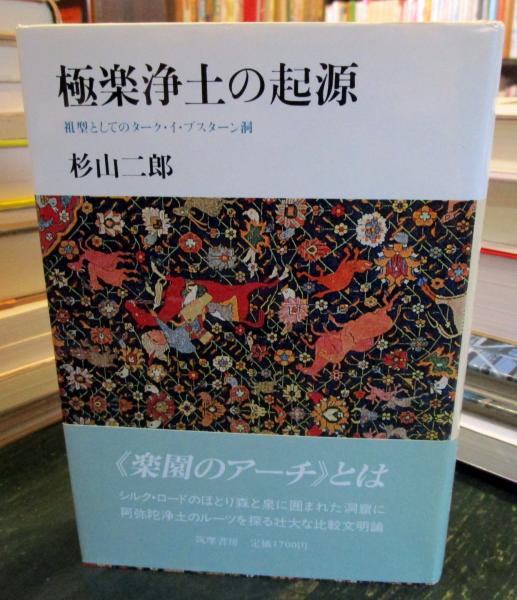 極楽浄土の起源
祖型としてのターク・イ・ブスターン洞
杉山二郎
《楽園のアーチ》とは
シルク・ロードのほとり森と泉に囲まれた洞窟に
阿弥陀浄土のルーツを探る壮大な比較文明論
筑摩書房 定価1700円